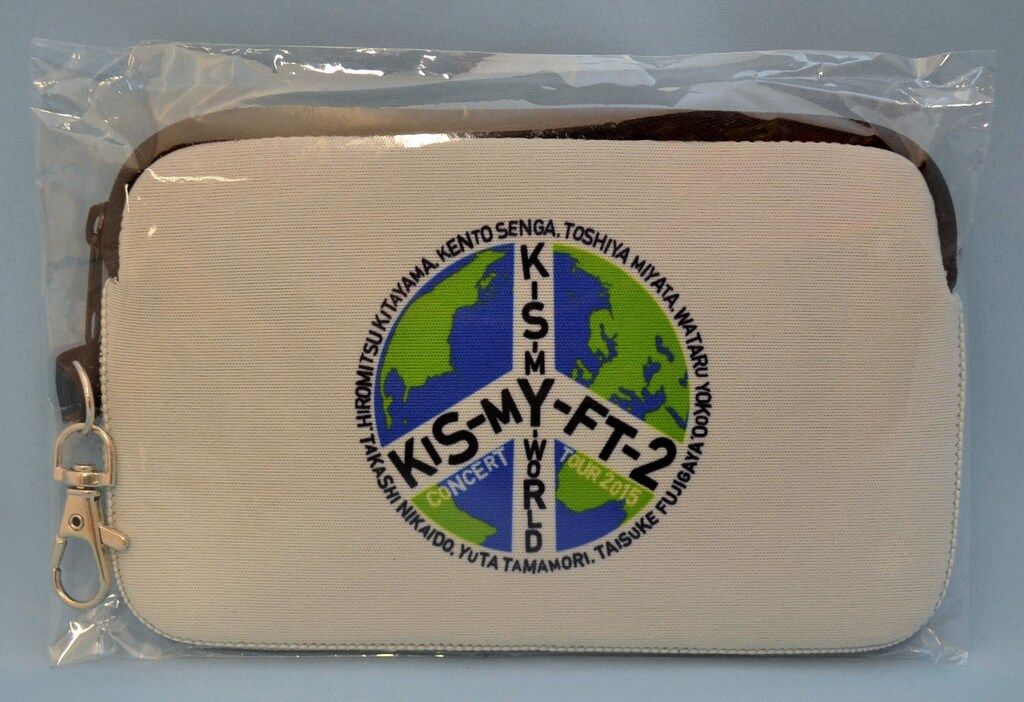 HIROMITSU KITAYAMA, KENTO SENGA, TOSHIYA MIYATA, WATARU YOKOO, TAISUKE FUJIGAYA, YUTA TAMAMORI, TAKASHI NIKAIDO,
KiS-MY-WORLD
KiS-MY-FT-2
CONCERT TOUR 2015